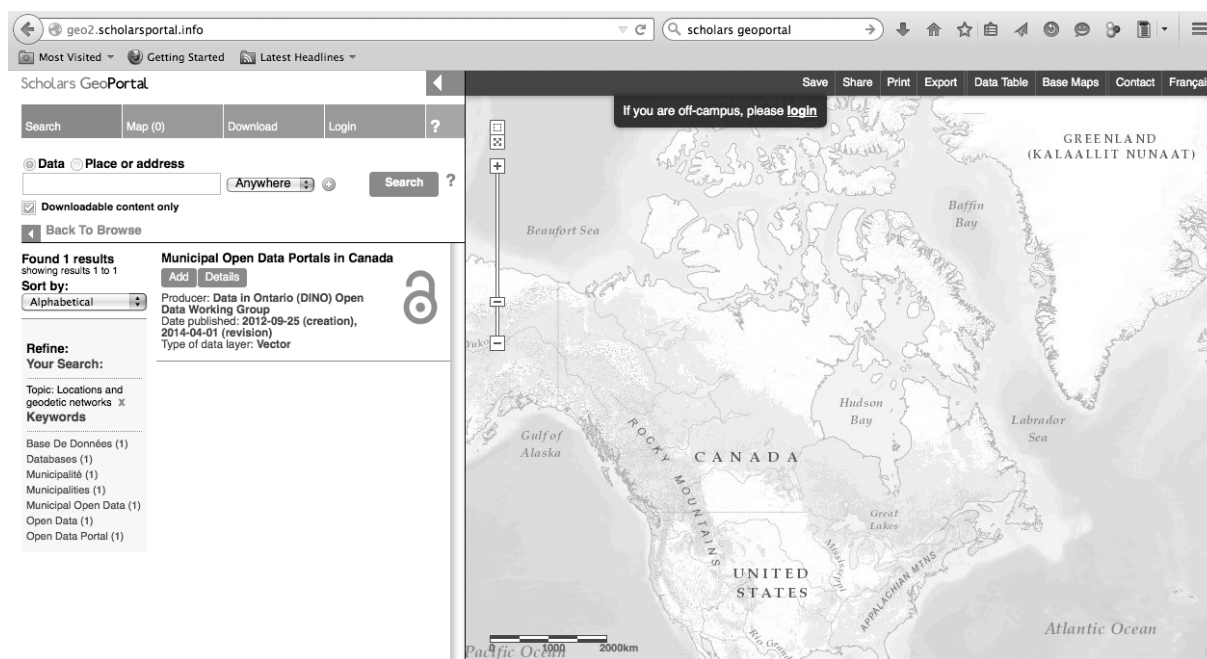 geo2.scholarsportal.info
scholars geoportal
Most Visited
Getting Started
Latest Headlines
Scholars GeoPortal
Save
Share
Print
Export
Data Table
Base Maps
Contact
Françai
Search
Map (0)
Download
Login
?
If you are off-campus, please login
Data
Place or address
Anywhere
Search
?
Downloadable content only
Back To Browse
Found 1 results
showing results 1 to 1
Sort by:
Alphabetical
Refine:
Your Search:
Topic: Locations and
geodetic networks x
Keywords
Base De Données (1)
Databases (1)
Municipalité (1)
Municipalities (1)
Municipal Open Data (1)
Open Data (1)
Open Data Portal (1)
Municipal Open Data Portals in Canada
Add
Details
Producer: Data in Ontario (DINO) Open
Data Working Group
Date published: 2012-09-25 (creation),
2014-04-01 (revision)
Type of data layer: Vector
GREENLAND
(KALAALLIT NUNAAT)
Baffin
Bay
Beaufort Sea
Yukon
Hudson
Bay
Labrador
Sea
Gulf of
Alaska
ROCKY MOUNTAINS
CANADA
Great
Lakes
Mississippi
UNITED
STATES
APPALACHIAN MTNS
Rio Grand
Atlantic Ocean
Pacific Ocean
0 1000 2000km